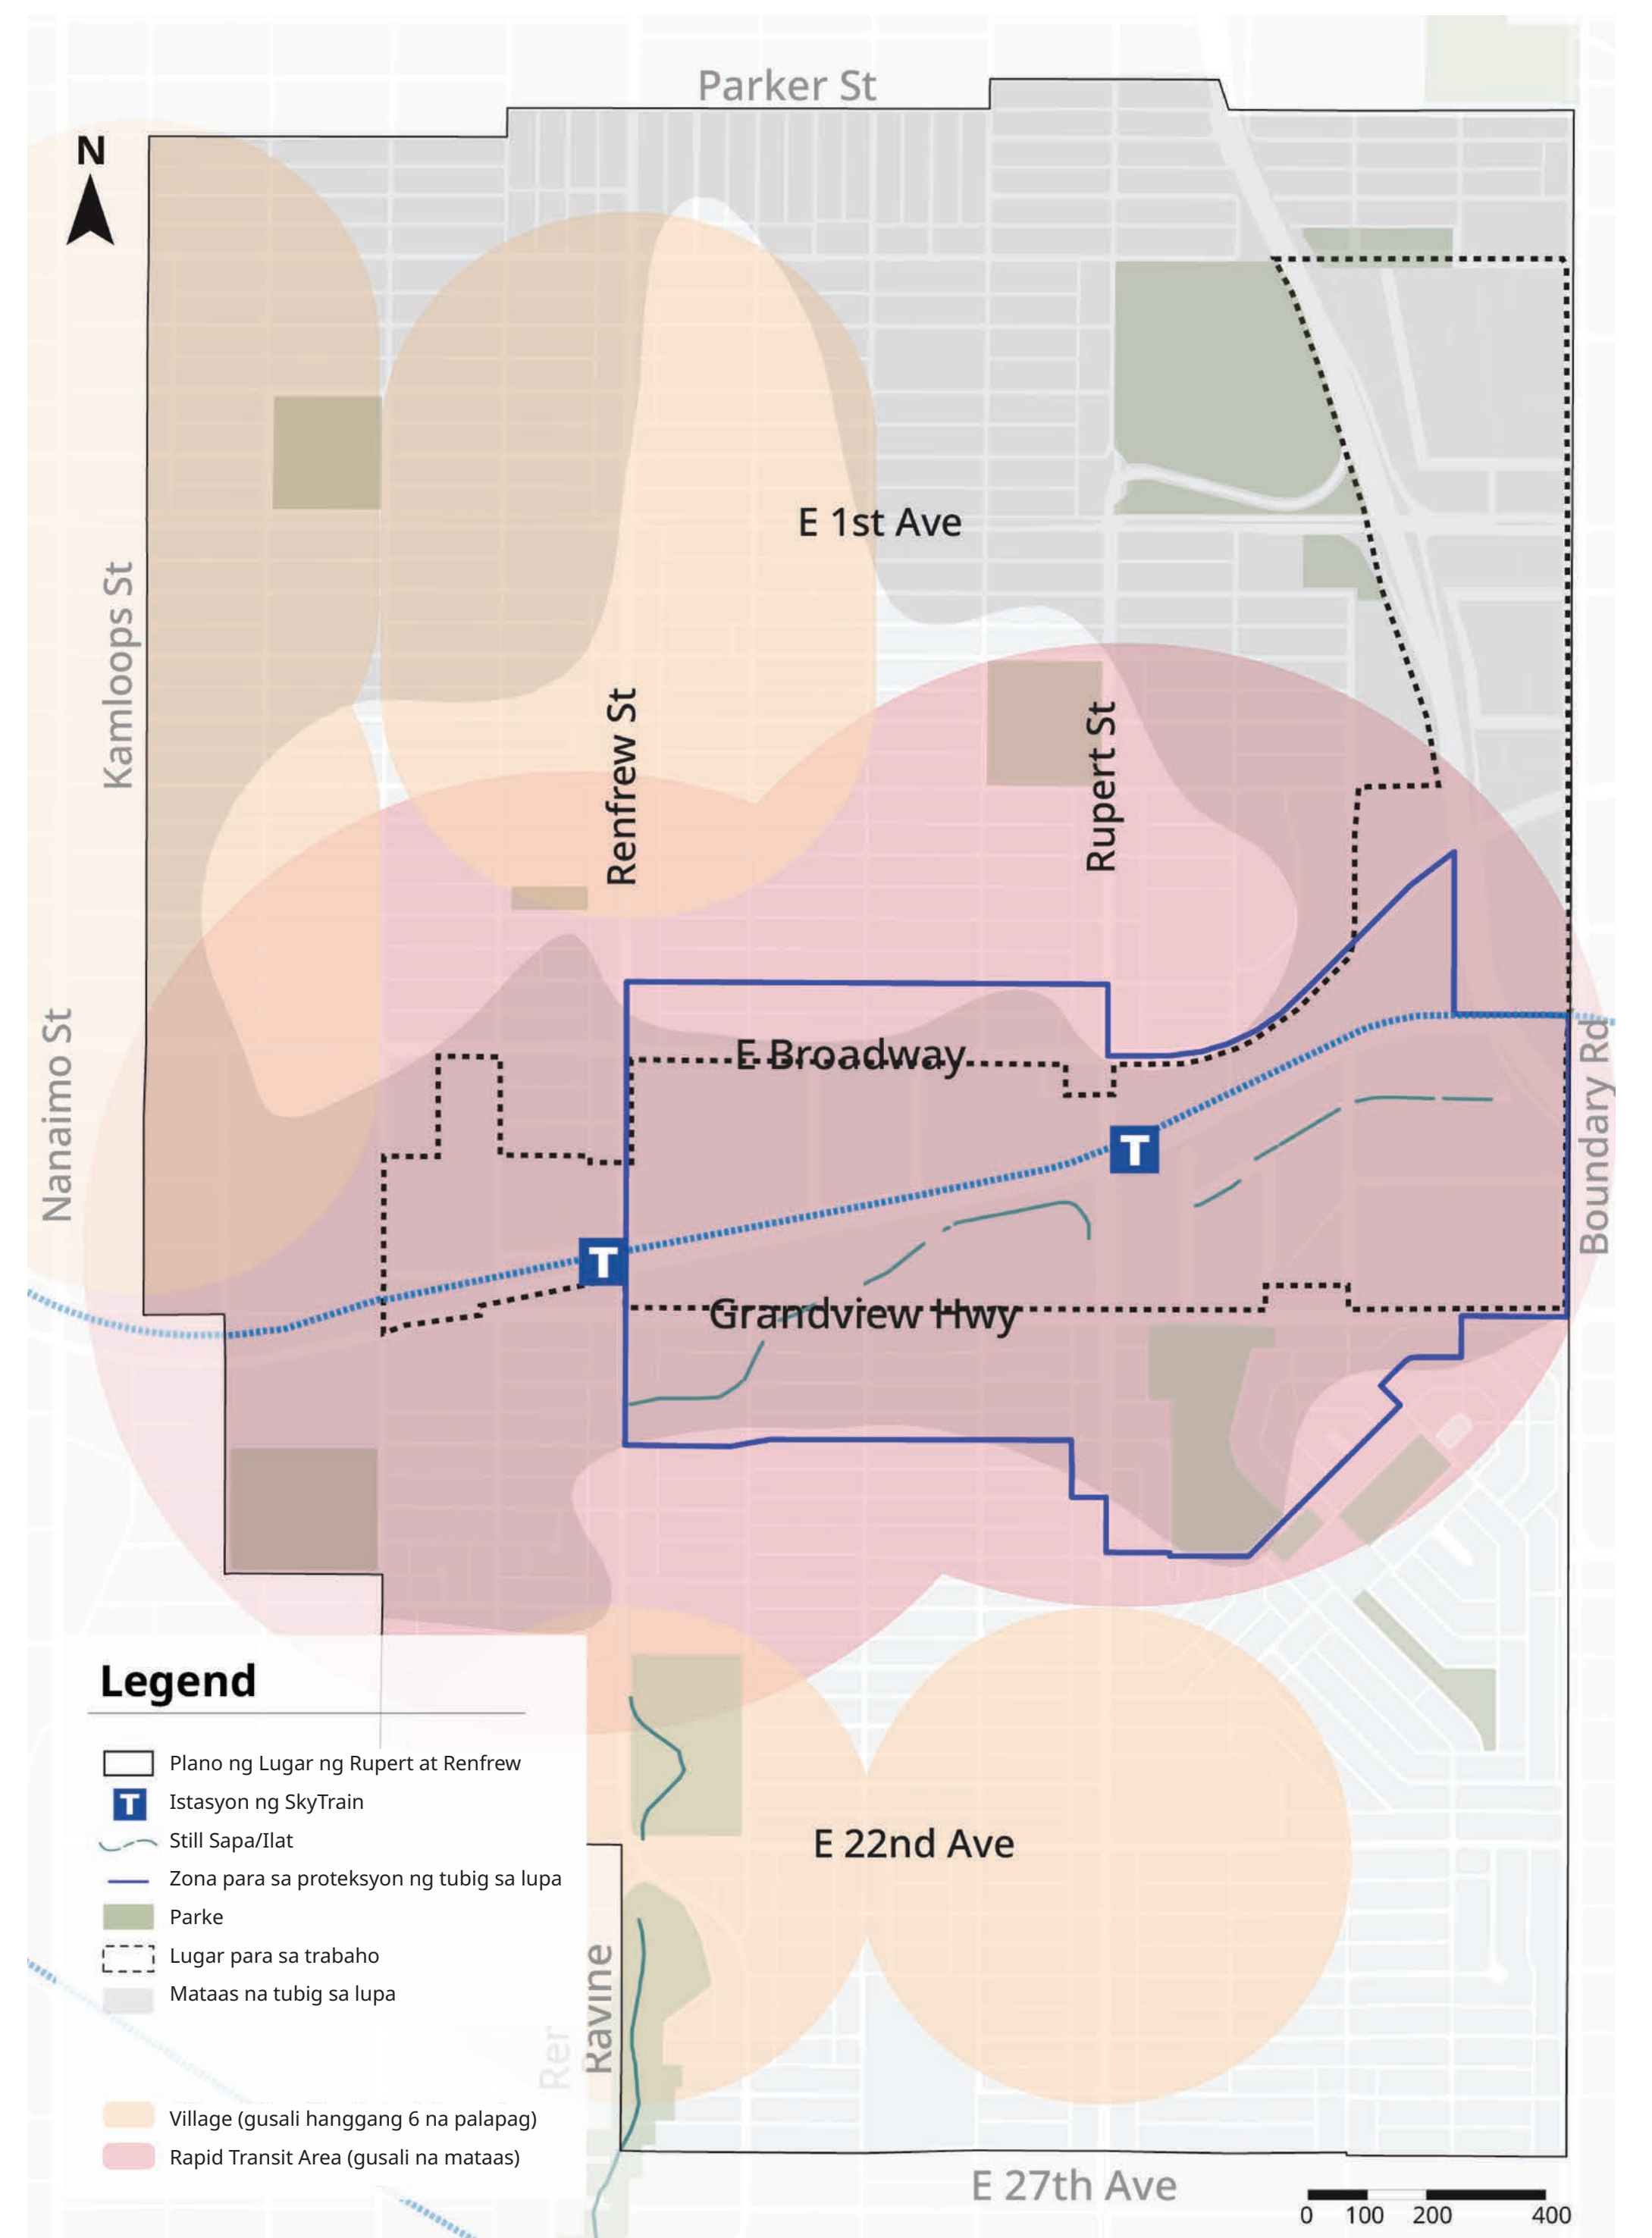 Parker St
N
E 1st Ave
Kamloops St
Renfrew St
Rupert St
Nanaimo St
E Broadway
Boundary Rd
T
T
Grandview Hwy
Legend
Plano ng Lugar ng Rupert at Renfrew
T
Istasyon ng SkyTrain
Still Sapa/Ilat
Zona para sa proteksyon ng tubig sa lupa
Parke
Lugar para sa trabaho
Mataas na tubig sa lupa
Village (gusali hanggang 6 na palapag)
Rapid Transit Area (gusali na mataas)
E 22nd Ave
Ren
Ravine
E 27th Ave
0 100 200 400